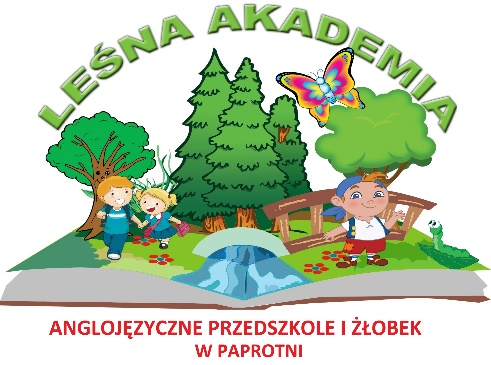 LEŚNA AKADEMIA
ANGLOJĘZYCZNE PRZEDSZKOLE I ŻŁOBEK
W PAPROTNI